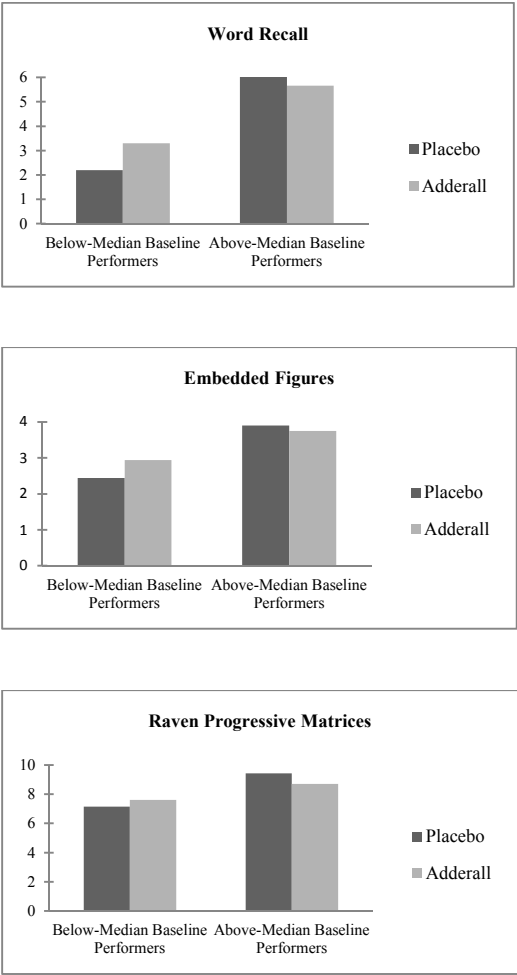 Word Recall
6
5
4
3
2
1
0
Below-Median Baseline Above-Median Baseline
Performers Performers
Placebo
Adderall
Embedded Figures
4
3
2
1
0
Below-Median Baseline Above-Median Baseline
Performers Performers
Placebo
Adderall
Raven Progressive Matrices
10
8
6
4
2
0
Below-Median Baseline Above-Median Baseline
Performers Performers
Placebo
Adderall